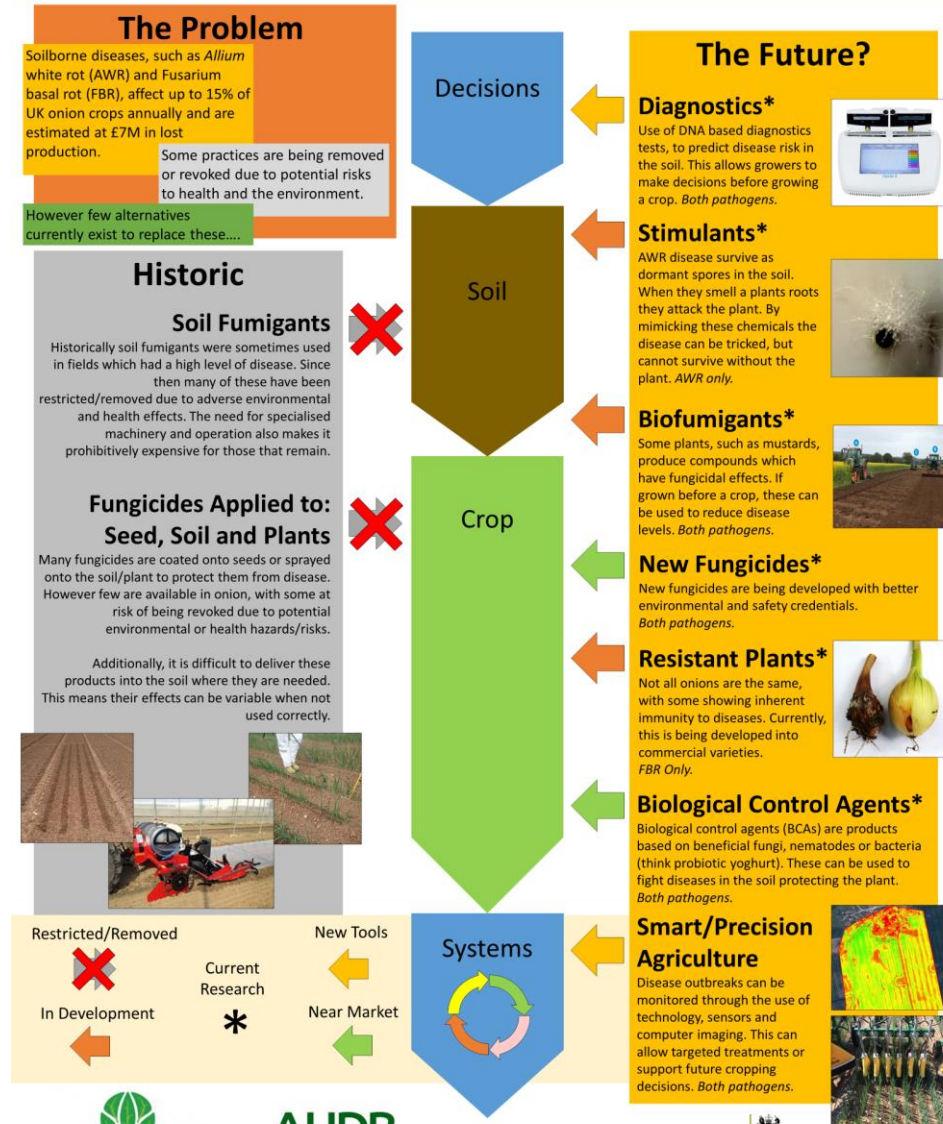 The Problem
Soilborne diseases, such as Allium
white rot (AWR) and Fusarium
basal rot (FBR), affect up to 15% of
UK onion crops annually and are
estimated at £7M in lost
production.
Some practices are being removed
or revoked due to potential risks
to health and the environment.
However few alternatives
currently exist to replace these....
Historic
Soil Fumigants
Historically soil fumigants were sometimes used
in fields which had a high level of disease. Since
then many of these have been
restricted/removed due to adverse environmental
and health effects. The need for specialised
machinery and operation also makes it
prohibitively expensive for those that remain.
Fungicides Applied to:
Seed, Soil and Plants
Many fungicides are coated onto seeds or sprayed
onto the soil/plant to protect them from disease.
However few are available in onion, with some at
risk of being revoked due to potential
environmental or health hazards/risks.
Additionally, it is difficult to deliver these
products into the soil where they are needed.
This means their effects can be variable when not
used correctly.
Decisions
Soil
Crop
Systems
The Future?
Diagnostics*
Use of DNA based diagnostics
tests, to predict disease risk in
the soil. This allows growers to
make decisions before growing
a crop. Both pathogens.
Stimulants*
AWR disease survive as
dormant spores in the soil.
When they smell a plants roots
they attack the plant. By
mimicking these chemicals the
disease can be tricked, but
cannot survive without the
plant. AWR only.
Biofumigants*
Some plants, such as mustards,
produce compounds which
have fungicidal effects. If
grown before a crop, these can
be used to reduce disease
levels. Both pathogens.
New Fungicides*
New fungicides are being developed with better
environmental and safety credentials.
Both pathogens.
Resistant Plants*
Not all onions are the same,
with some showing inherent
immunity to diseases. Currently,
this is being developed into
commercial varieties.
FBR Only.
Biological Control Agents*
Biological control agents (BCAs) are products
based on beneficial fungi, nematodes or bacteria
(think probiotic yoghurt). These can be used to
fight diseases in the soil protecting the plant.
Both pathogens.
Smart/Precision
Agriculture
Disease outbreaks can be
monitored through the use of
technology, sensors and
computer imaging. This can
allow targeted treatments or
support future cropping
decisions. Both pathogens.
Restricted/Removed
In Development
Current
Research
*
New Tools
Near Market
AHDB